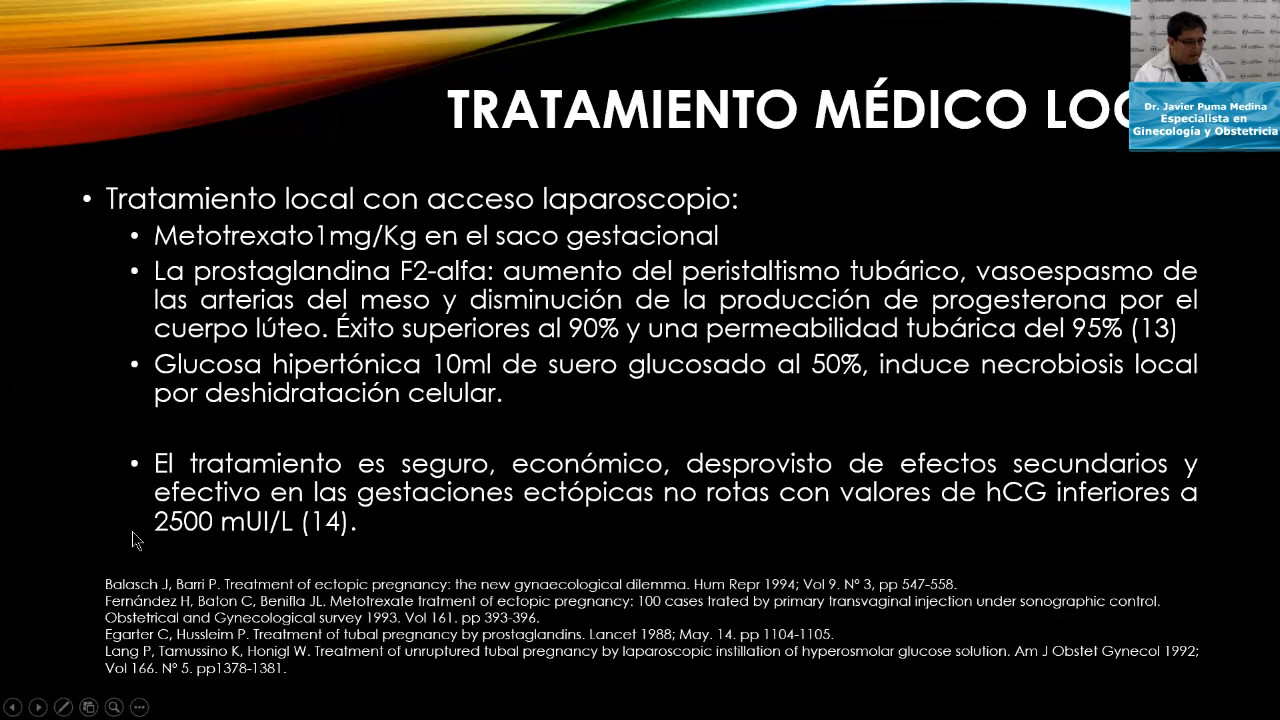 TRATAMIENTO MÉDICO LOC
Dr. Javier Puma Medina
Especialista en
Ginecología y Obstetricia
• Tratamiento local con acceso laparoscopio:
• Metotrexato1mg/Kg en el saco gestacional
• La prostaglandina F2-alfa: aumento del peristaltismo tubárico, vasoespasmo de
las arterias del meso y disminución de la producción de progesterona por el
cuerpo lúteo. Éxito superiores al 90% y una permeabilidad tubárica del 95% (13)
• Glucosa hipertónica 10ml de suero glucosado al 50%, induce necrobiosis local
por deshidratación celular.
• El tratamiento es seguro, económico, desprovisto de efectos secundarios y
efectivo en las gestaciones ectópicas no rotas con valores de hCG inferiores a
2500 mUI/L (14).
Balasch J, Barri P. Treatment of ectopic pregnancy: the new gynaecological dilemma. Hum Repr 1994; Vol 9. Nº 3, pp 547-558.
Fernández H, Baton C, Benifla JL. Metotrexate tratment of ectopic pregnancy: 100 cases trated by primary transvaginal injection under sonographic control.
Obstetrical and Gynecological survey 1993. Vol 161. pp 393-396.
Egarter C, Hussleim P. Treatment of tubal pregnancy by prostaglandins. Lancet 1988; May. 14. pp 1104-1105.
Lang P, Tamussino K, Honigl W. Treatment of unruptured tubal pregnancy by laparoscopic instillation of hyperosmolar glucose solution. Am J Obstet Gynecol 1992;
Vol 166. Nº 5. pp1378-1381.